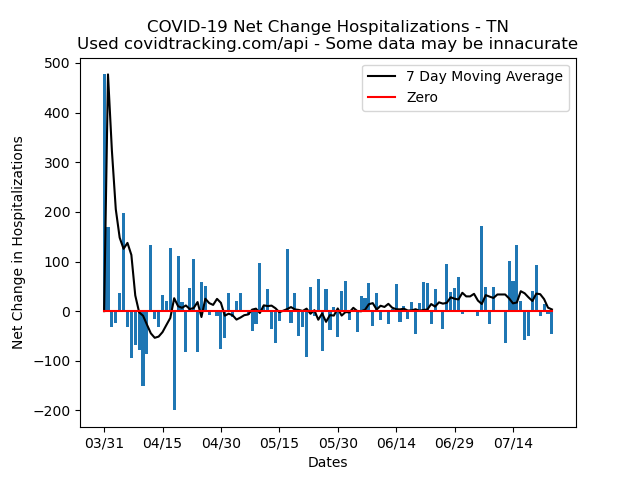 COVID-19 Net Change Hospitalizations - TN
Used covidtracking.com/api - Some data may be innacurate
7 Day Moving Average
Zero
Net Change in Hospitalizations
500
400
300
200
100
0
−100
−200
03/31 04/15 04/30 05/15 05/30 06/14 06/29 07/14
Dates